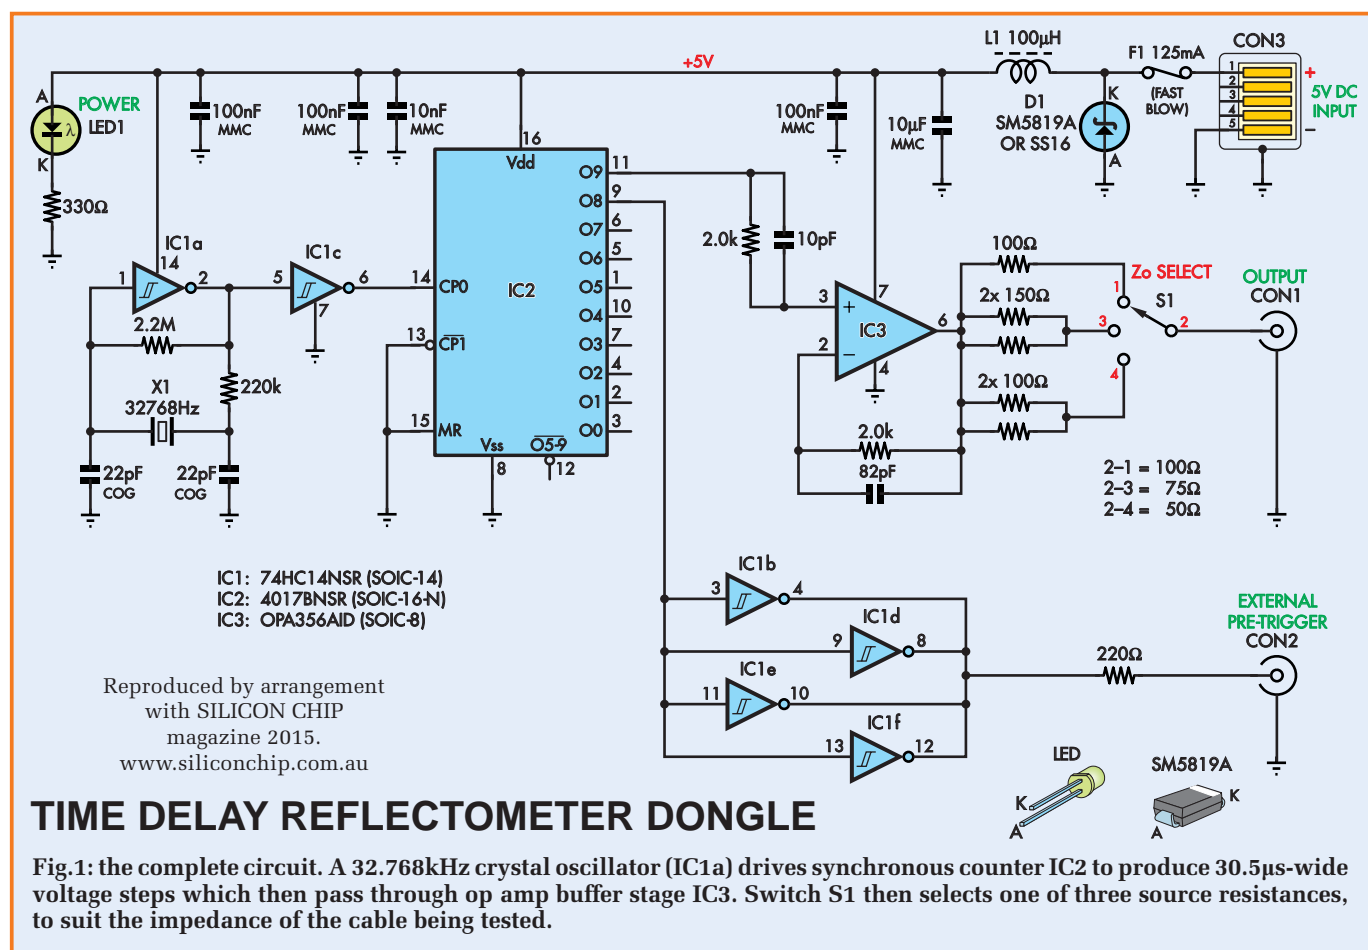 L1 100µH
F1 125mA
CON3
+5V
(FAST
BLOW)
1
2
3
4
5
+
5V DC
INPUT
–
A
POWER
LED1
λ
K
330Ω
100nF
MMC
100nF
MMC
10nF
MMC
100nF
MMC
10µF
MMC
K
D1
SM5819A
OR SS16
A
16
Vdd
O9
11
O8
9
O7
6
O6
5
O5
1
O4
10
O3
7
O2
4
O1
2
O0
3
14
CP0
IC2
13
CP1
15
MR
Vss
8
O5-9
12
IC1a
14
1
2
IC1c
5
6
7
2.2M
X1
32768Hz
220k
22pF
COG
22pF
COG
2.0k
10pF
3
+
7
IC3
6
2
–
4
2.0k
82pF
100Ω
2x 150Ω
2x 100Ω
Zo SELECT
1
S1
3
2
4
OUTPUT
CON1
2–1 = 100Ω
2–3 = 75Ω
2–4 = 50Ω
IC1: 74HC14NSR (SOIC-14)
IC2: 4017BNSR (SOIC-16-N)
IC3: OPA356AID (SOIC-8)
IC1b
3
4
IC1d
9
8
IC1e
11
10
IC1f
13
12
220Ω
EXTERNAL
PRE-TRIGGER
CON2
Reproduced by arrangement
with SILICON CHIP
magazine 2015.
www.siliconchip.com.au
LED
K
A
SM5819A
K
A
TIME DELAY REFLECTOMETER DONGLE
Fig.1: the complete circuit. A 32.768kHz crystal oscillator (IC1a) drives synchronous counter IC2 to produce 30.5µs-wide
voltage steps which then pass through op amp buffer stage IC3. Switch S1 then selects one of three source resistances,
to suit the impedance of the cable being tested.